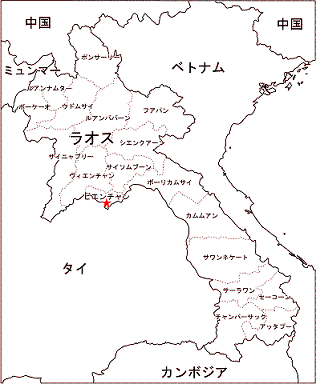 中国
中国
ポンサーリ
ミュンマー
ベトナム
ルアンナムター
ボーケーオ
ウドムサイ
ルアンパバーン
フアパン
ラオス
シエンクアーン
サイニャブリー
サイソムブーン
ヴィエンチャン
ボーリカムサイ
ビエンチャン
カムムアン
サワンネケート
タイ
サーラワン
セーコーン
チャンパーサック
アッタプー
カンボジア